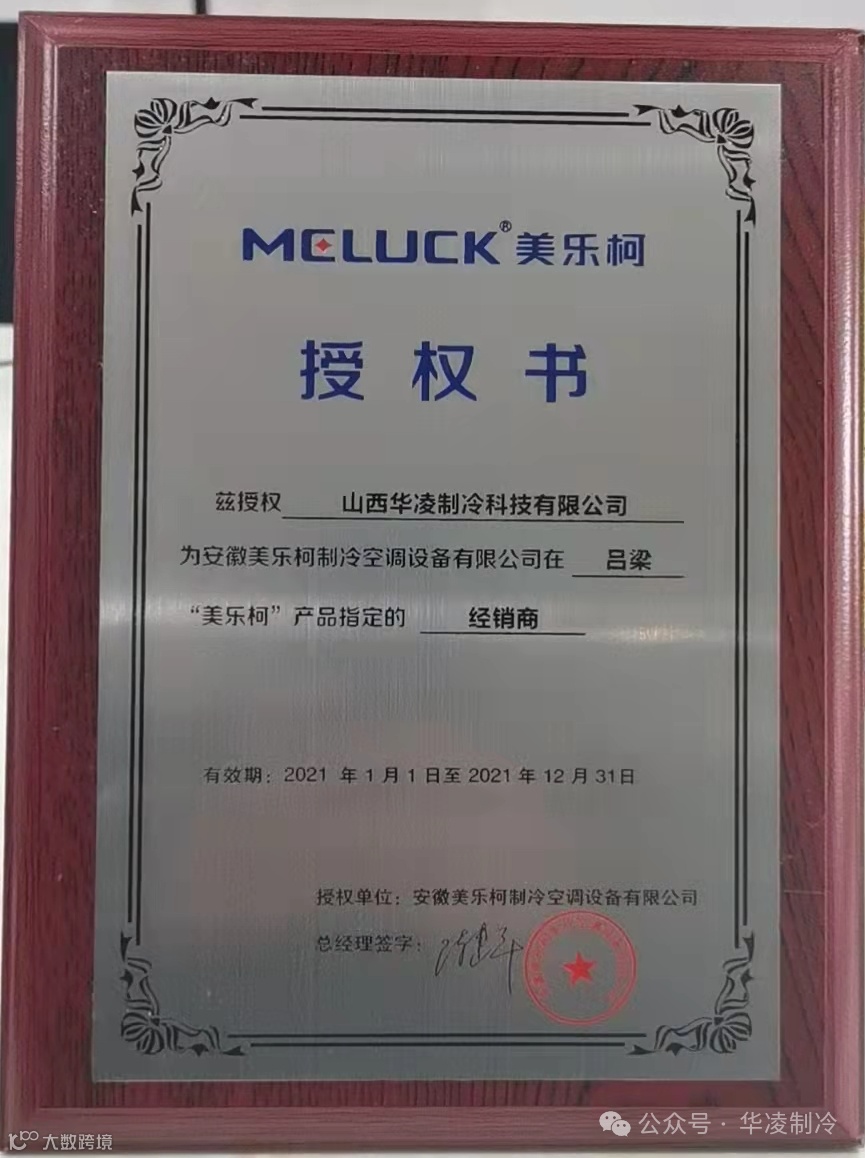 MELUCK®美乐柯
授权书
兹授权 山西华凌制冷科技有限公司
为安徽美乐柯制冷空调设备有限公司在 吕梁
“美乐柯”产品指定的 经销商
有效期：2021 年 1 月 1 日至 2021 年 12 月 31日
授权单位：安徽美乐柯制冷空调设备有限公司
总经理签字：
公众号·华凌制冷
大数跨境